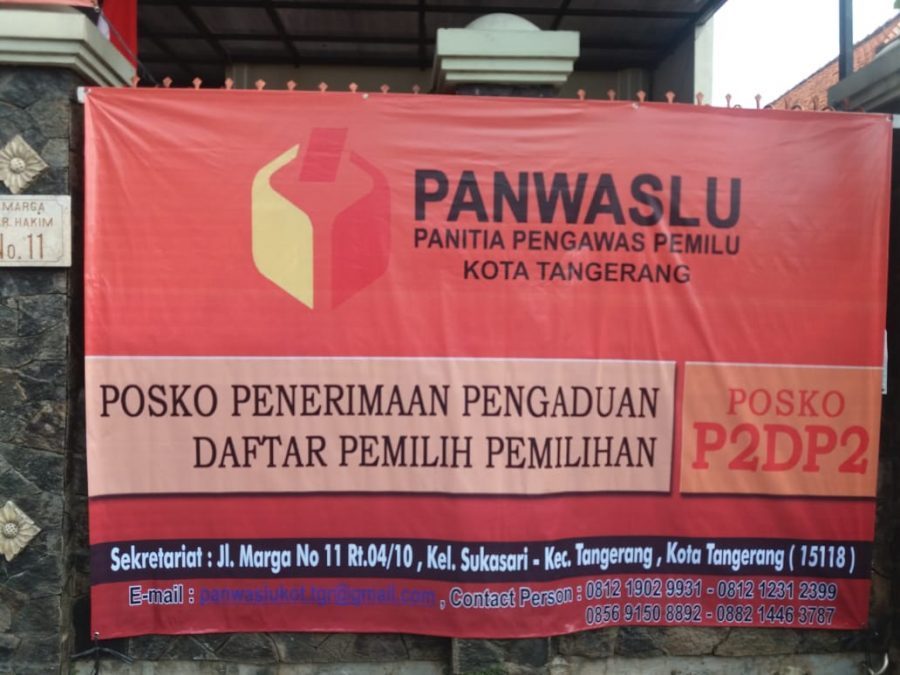 MARGA
R. HAKIM
No. 11
PANWASLU
PANITIA PENGAWAS PEMILU
KOTA TANGERANG
POSKO PENERIMAAN PENGADUAN
DAFTAR PEMILIH PEMILIHAN
POSKO
P2DP2
Sekretariat : Jl. Marga No 11 Rt.04/10 , Kel. Sukasari - Kec. Tangerang , Kota Tangerang ( 15118 )
E-mail : panwaslukot.tgr@gmail.com , Contact Person : 0812 1902 9931 - 0812 1231 2399
0856 9150 8892 - 0882 1446 3787